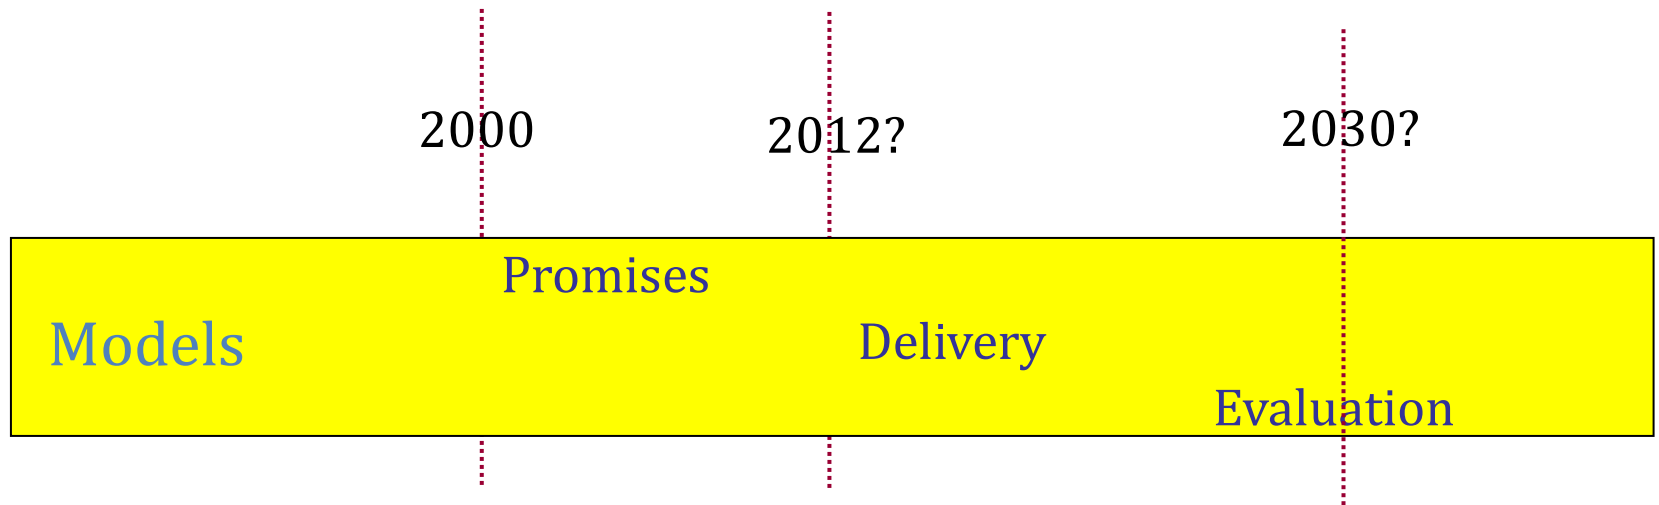 2000
2012?
2030?
Promises
Models
Delivery
Evaluation